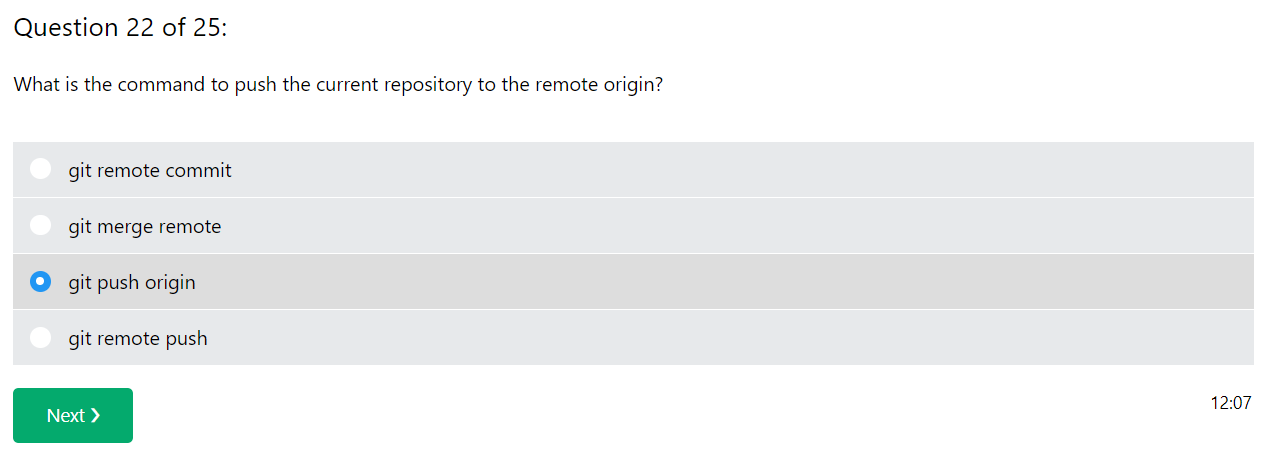 Question 22 of 25:
What is the command to push the current repository to the remote origin?
git remote commit
git merge remote
git push origin
git remote push
Next ❯
12:07